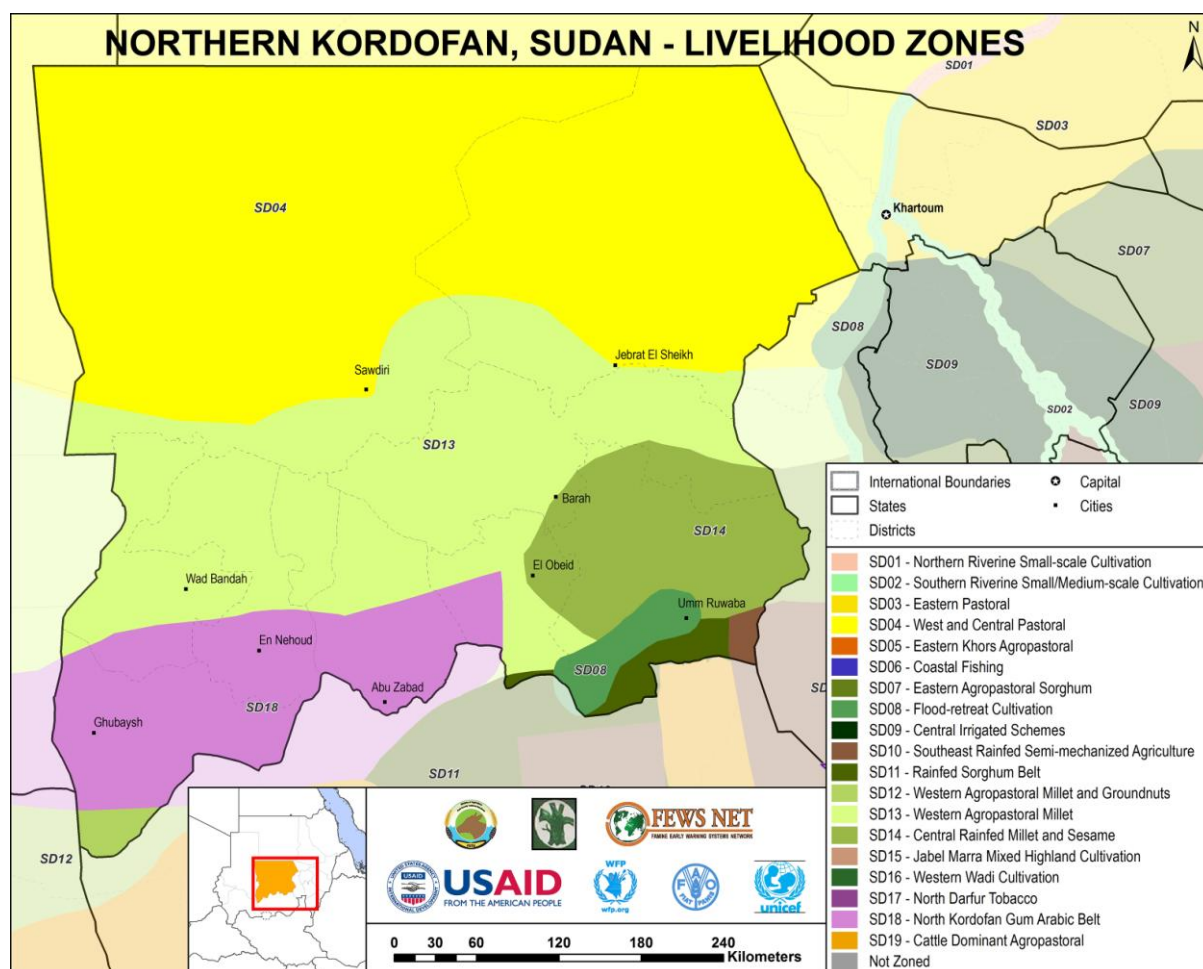 NORTHERN KORDOFAN, SUDAN - LIVELIHOOD ZONES
N
SD01
SD03
SD04
Khartoum
SD07
SD08
SD09
Jebrat El Sheikh
Sawdiri
SD02
SD09
SD13
Barah
SD14
El Obeid
Wad Bandah
Umm Ruwaba
En Nehoud
SD08
Abu Zabad
SD18
Ghubaysh
SD11
SD12
International Boundaries
States
Districts
Capital
Cities
SD01 - Northern Riverine Small-scale Cultivation
SD02 - Southern Riverine Small/Medium-scale Cultivation
SD03 - Eastern Pastoral
SD04 - West and Central Pastoral
SD05 - Eastern Khors Agropastoral
SD06 - Coastal Fishing
SD07 - Eastern Agropastoral Sorghum
SD08 - Flood-retreat Cultivation
SD09 - Central Irrigated Schemes
SD10 - Southeast Rainfed Semi-mechanized Agriculture
SD11 - Rainfed Sorghum Belt
SD12 - Western Agropastoral Millet and Groundnuts
SD13 - Western Agropastoral Millet
SD14 - Central Rainfed Millet and Sesame
SD15 - Jabel Marra Mixed Highland Cultivation
SD16 - Western Wadi Cultivation
SD17 - North Darfur Tobacco
SD18 - North Kordofan Gum Arabic Belt
SD19 - Cattle Dominant Agropastoral
Not Zoned
FEWS NET
FAMINE EARLY WARNING SYSTEMS NETWORK
USAID
USAID
FROM THE AMERICAN PEOPLE
WFP
wfp.org
FAO
FIAT PANIS
unicef
0 30 60 120 180 240
Kilometers